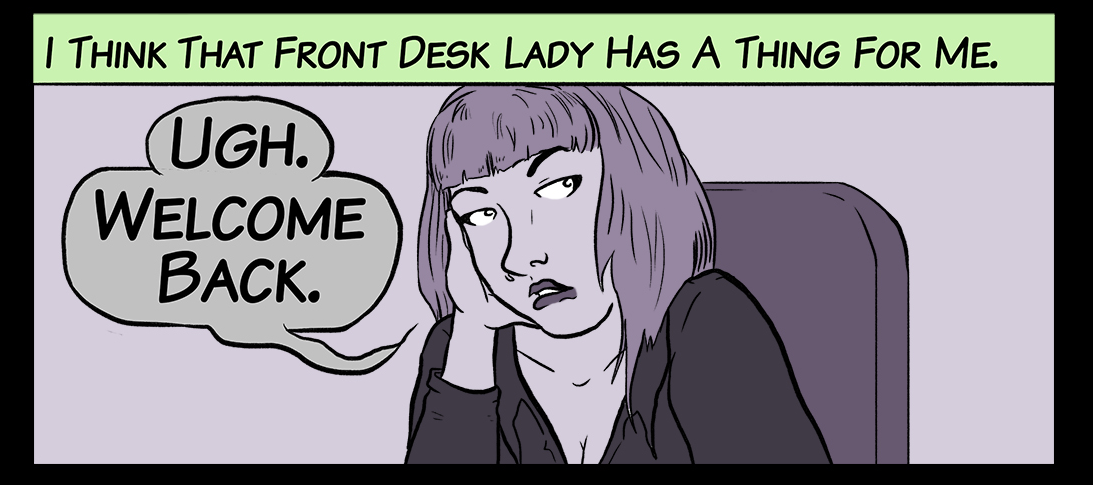 I THINK THAT FRONT DESK LADY HAS A THING FOR ME.
UGH.
WELCOME
BACK.